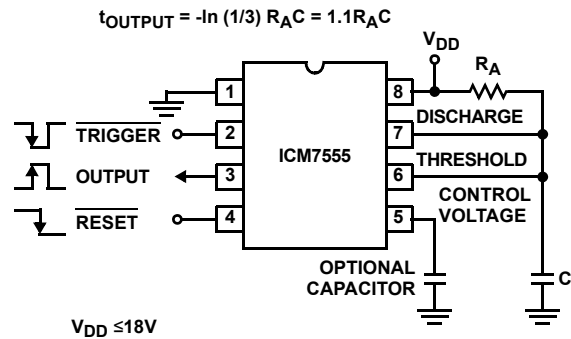 tOUTPUT = -ln (1/3) RAC = 1.1RAC
VDD
RA
1
8
DISCHARGE
TRIGGER
2
7
ICM7555
OUTPUT
3
6
THRESHOLD
CONTROL
VOLTAGE
RESET
4
5
OPTIONAL
CAPACITOR
C
VDD ≤18V